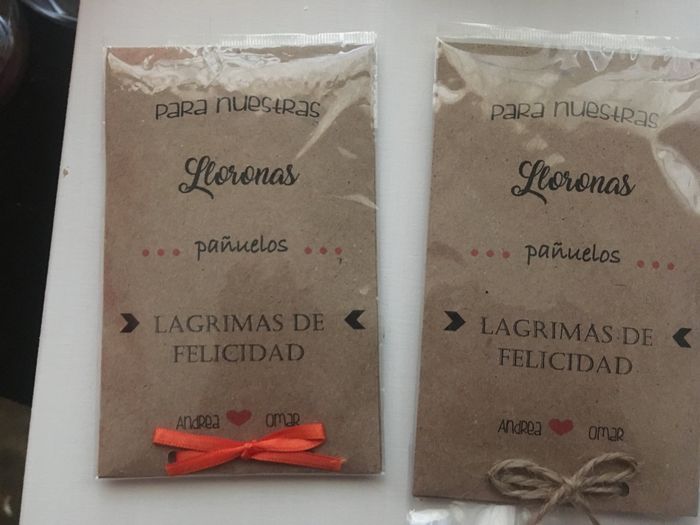 para nuestras
Lloronas
pañuelos
LAGRIMAS DE
FELICIDAD
Andrea Omar
para nuestras
Lloronas
pañuelos
LAGRIMAS DE
FELICIDAD
Andrea Omar